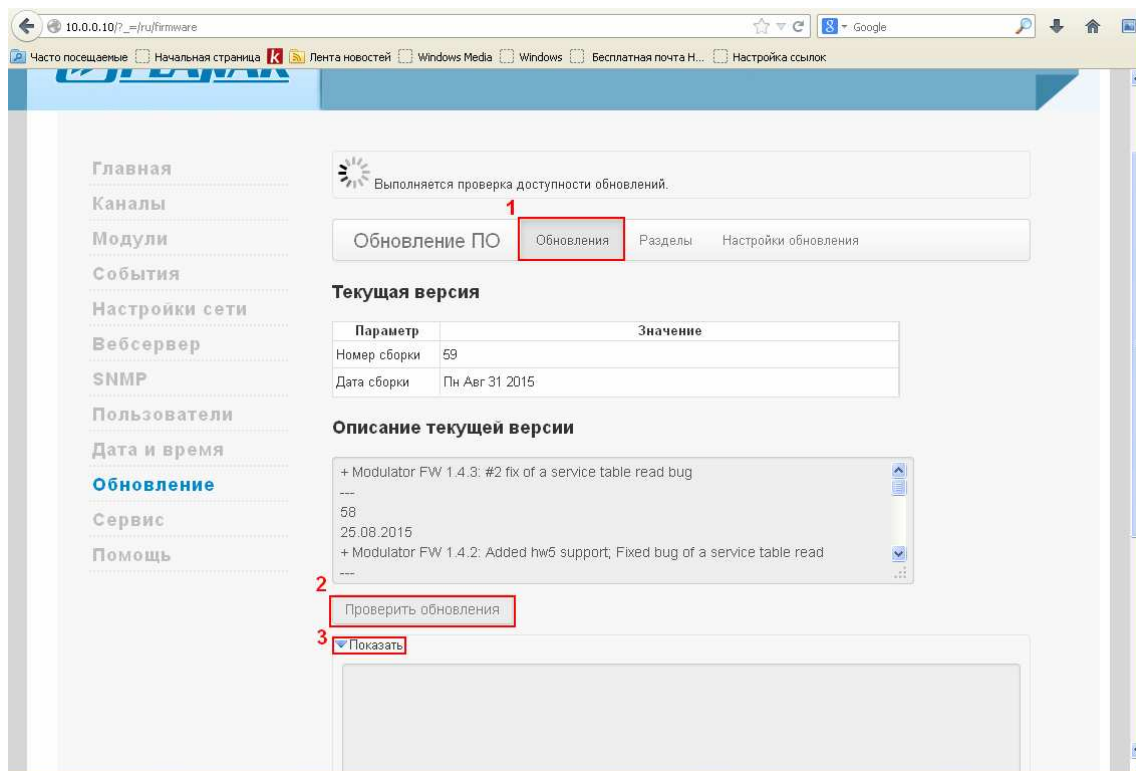 10.0.0.10/?_=/ru/firmware
Google
Часто посещаемые Начальная страница Лента новостей Windows Media Windows Бесплатная почта H... Настройка ссылок
PLANAR
Главная
Каналы
Модули
События
Настройки сети
Вебсервер
SNMP
Пользователи
Дата и время
Обновление
Сервис
Помощь
Выполняется проверка доступности обновлений.
1
Обновление ПО Обновления Разделы Настройки обновления
Текущая версия
Параметр Значение
Номер сборки 59
Дата сборки Пн Авг 31 2015
Описание текущей версии
+ Modulator FW 1.4.3: #2 fix of a service table read bug
---
58
25.08.2015
+ Modulator FW 1.4.2: Added hw5 support; Fixed bug of a service table read
---
2
Проверить обновления
3
Показать